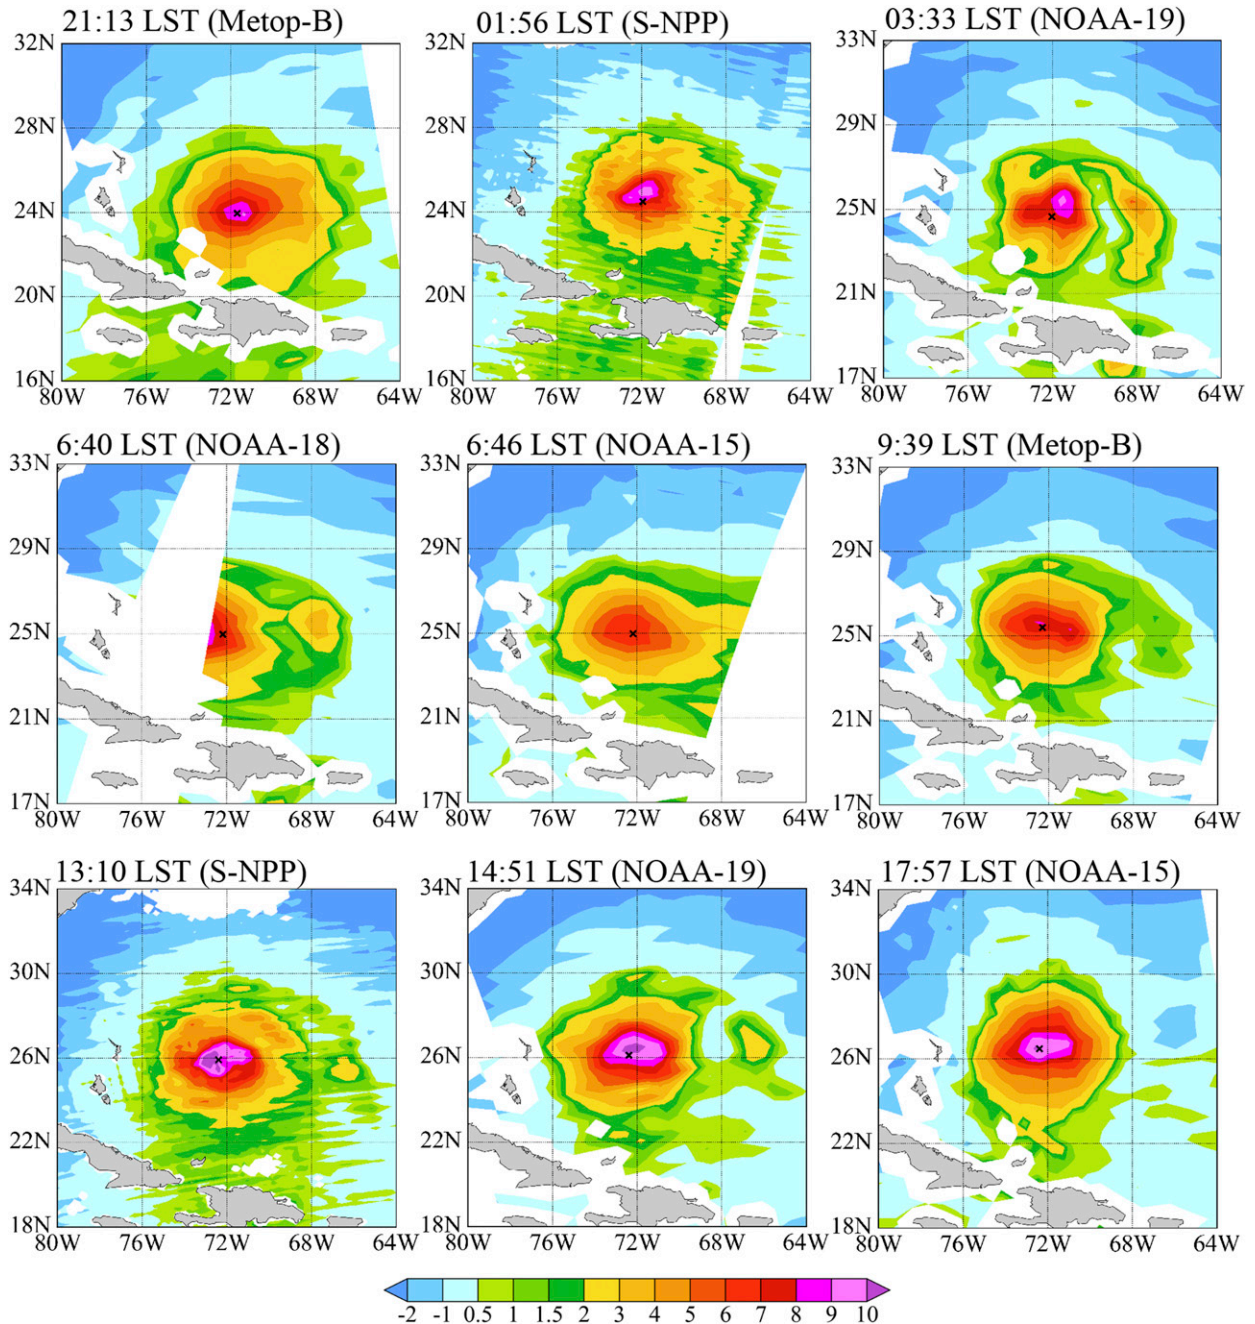 21:13 LST (Metop-B) 01:56 LST (S-NPP) 03:33 LST (NOAA-19)
32N 32N 33N
28N 28N 29N
24N 24N 25N
20N 20N 21N
16N 16N 17N
80W 76W 72W 68W 64W 80W 76W 72W 68W 64W 80W 76W 72W 68W 64W
6:40 LST (NOAA-18) 6:46 LST (NOAA-15) 9:39 LST (Metop-B)
33N 33N 33N
29N 29N 29N
25N 25N 25N
21N 21N 21N
17N 17N 17N
80W 76W 72W 68W 64W 80W 76W 72W 68W 64W 80W 76W 72W 68W 64W
13:10 LST (S-NPP) 14:51 LST (NOAA-19) 17:57 LST (NOAA-15)
34N 34N 34N
30N 30N 30N
26N 26N 26N
22N 22N 22N
18N 18N 18N
80W 76W 72W 68W 64W 80W 76W 72W 68W 64W 80W 76W 72W 68W 64W
-2 -1 0.5 1 1.5 2 3 4 5 6 7 8 9 10